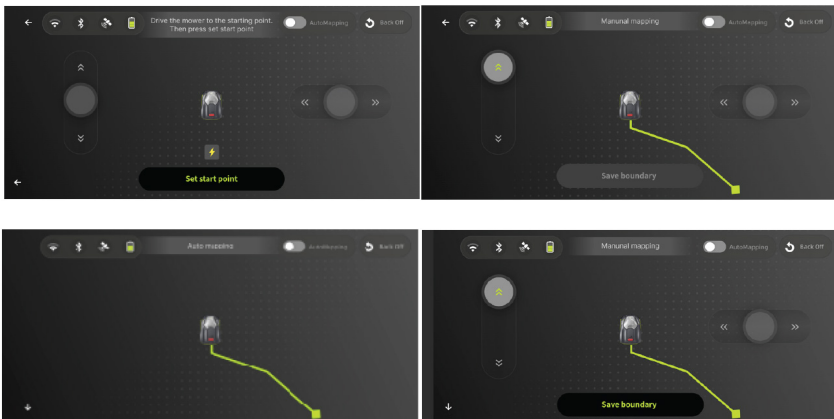 Drive the mower to the starting point.
Then press set start point
AutoMapping
Back Off
Set start point
Manunal mapping
AutoMapping
Back Off
Save boundary
Auto mapping
AutoMapping
Back Off
Manunal mapping
AutoMapping
Back Off
Save boundary